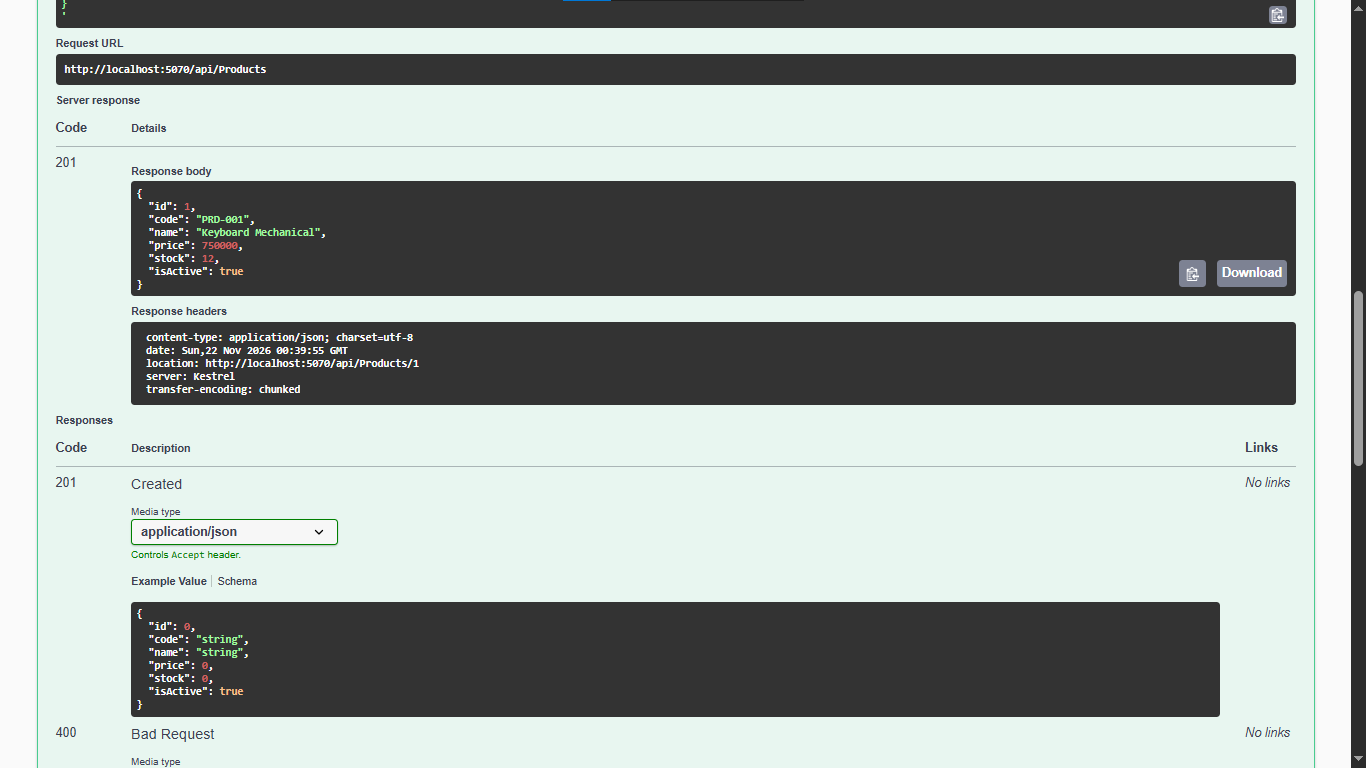 }
'
Request URL
http://localhost:5070/api/Products
Server response
Code Details
201
Response body
{
  "id": 1,
  "code": "PRD-001",
  "name": "Keyboard Mechanical",
  "price": 750000,
  "stock": 12,
  "isActive": true
}
Download
Response headers
content-type: application/json; charset=utf-8
date: Sun,22 Nov 2026 00:39:55 GMT
location: http://localhost:5070/api/Products/1
server: Kestrel
transfer-encoding: chunked
Responses
Code Description Links
201 Created No links
Media type
application/json
Controls Accept header.
Example Value Schema
{
  "id": 0,
  "code": "string",
  "name": "string",
  "price": 0,
  "stock": 0,
  "isActive": true
}
400 Bad Request No links
Media type